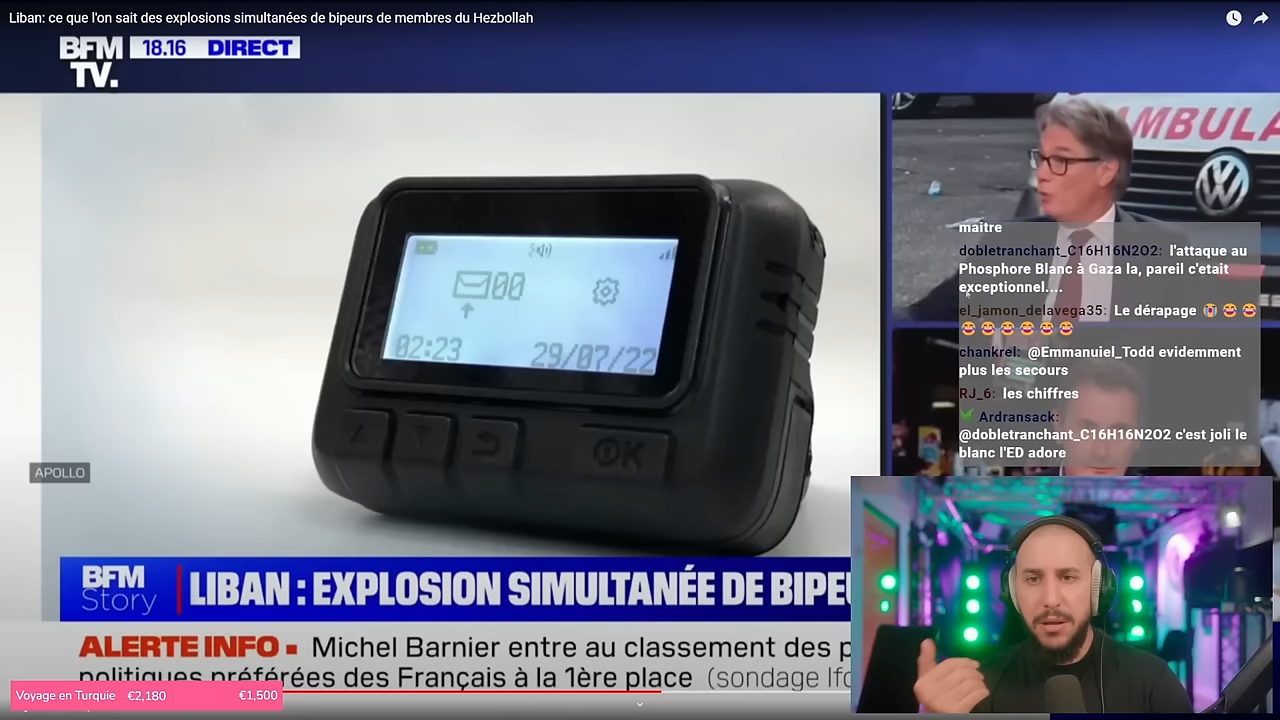 Liban: ce que l'on sait des explosions simultanées de bipeurs de membres du Hezbollah
BFM
TV.
18.16 DIRECT
AMBULA
maitre
dobletranchant_C16H16N2O2: l'attaque au
Phosphore Blanc à Gaza la, pareil c'etait
exceptionnel....
el_jamon_delavega35: Le dérapage
chankrel: @Emmanuiel_Todd evidemment
plus les secours
RJ_6: les chiffres
Ardransack:
@dobletranchant_C16H16N2O2 c'est joli le
blanc l'ED adore
00
02:23 29/07/22
OK
APOLLO
BFM
Story
LIBAN : EXPLOSION SIMULTANÉE DE BIPEU
ALERTE INFO Michel Barnier entre au classement des p
politiques préférées des Français à la 1ère place (sondage Ifo
Voyage en Turquie €2,180 €1,500